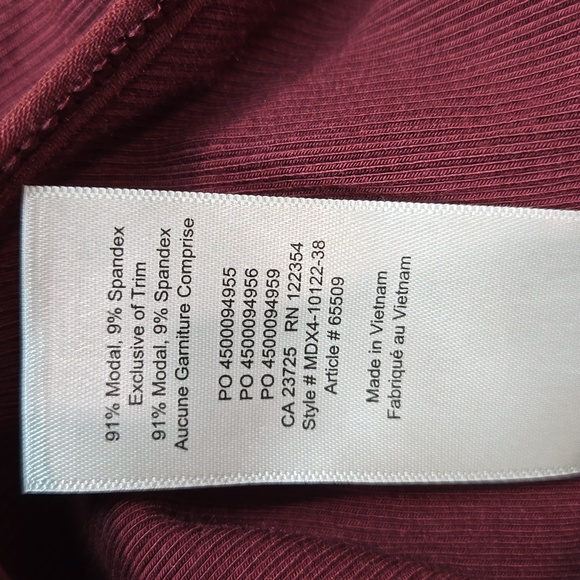 91% Modal, 9% Spandex
Exclusive of Trim
91% Modal, 9% Spandex
Aucune Garniture Comprise
PO 4500094955
PO 4500094956
PO 4500094959
CA 23725 RN 122354
Style # MDX4-10122-38
Article # 65509
Made in Vietnam
Fabriqué au Vietnam